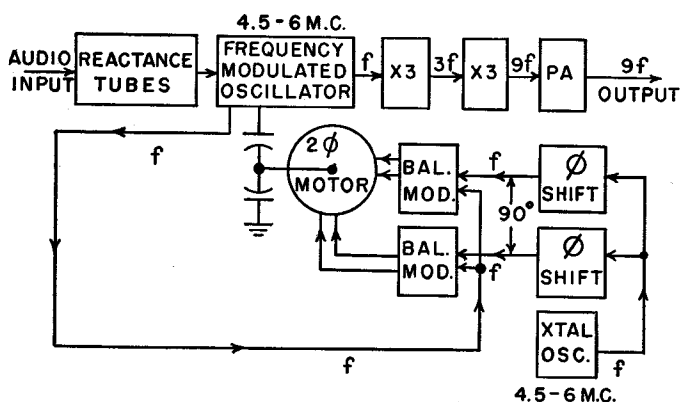 4.5-6 M.C.
AUDIO INPUT
REACTANCE TUBES
FREQUENCY MODULATED OSCILLATOR
f
X3
3f
X3
9f
PA
9f
OUTPUT
f
2ϕ
MOTOR
BAL. MOD.
f
90°
Ø
SHIFT
BAL. MOD.
f
Ø
SHIFT
XTAL OSC.
f
4.5-6 M.C.
f